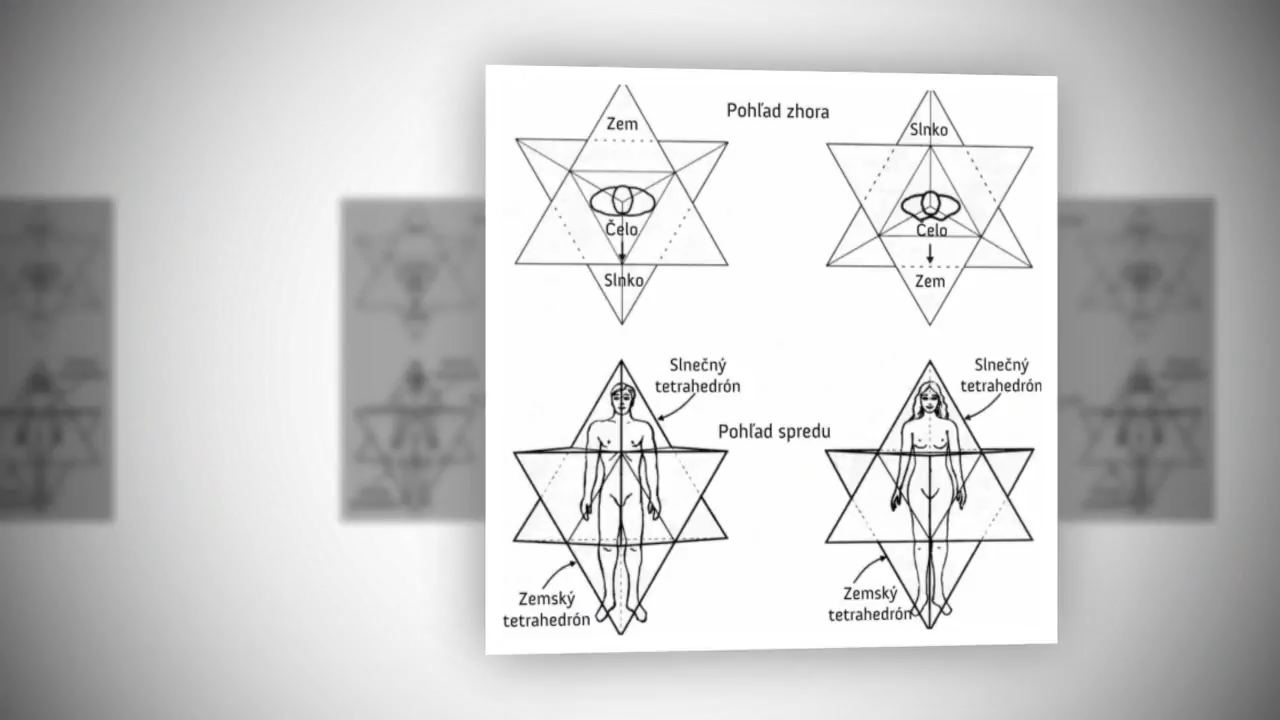 Pohľad zhora
Zem
Čelo
Slnko
Slnko
Čelo
Zem
Slnečný
tetrahedrón
Pohľad spredu
Zemský
tetrahedrón
Slnečný
tetrahedrón
Zemský
tetrahedrón